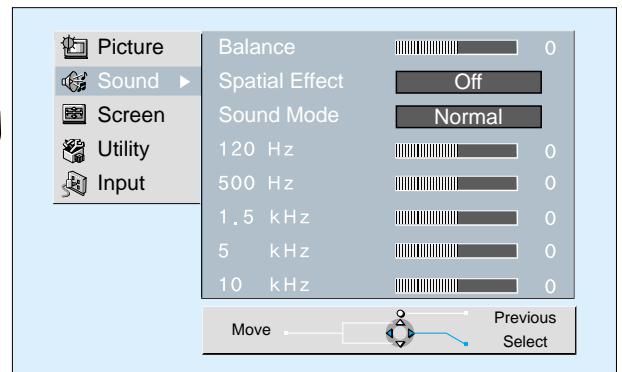 Picture
Sound
Screen
Utility
Input
Balance 0
Spatial Effect Off
Sound Mode Normal
120 Hz 0
500 Hz 0
1.5 kHz 0
5 kHz 0
10 kHz 0
Move
Previous
Select